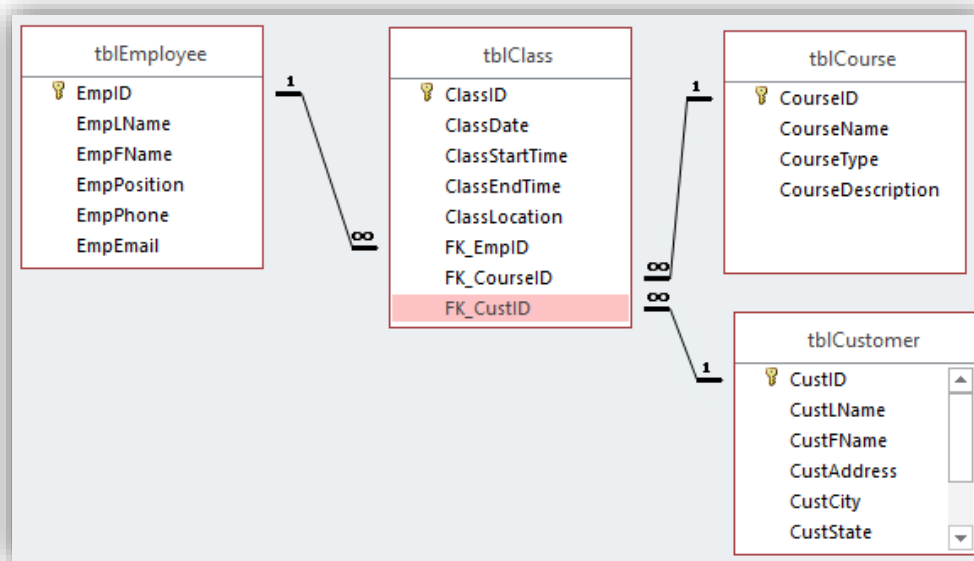 tblEmployee
EmpID
EmpLName
EmpFName
EmpPosition
EmpPhone
EmpEmail
1
∞
tblClass
ClassID
ClassDate
ClassStartTime
ClassEndTime
ClassLocation
FK_EmpID
FK_CourseID
FK_CustID
1
∞
∞
1
tblCourse
CourseID
CourseName
CourseType
CourseDescription
tblCustomer
CustID
CustLName
CustFName
CustAddress
CustCity
CustState